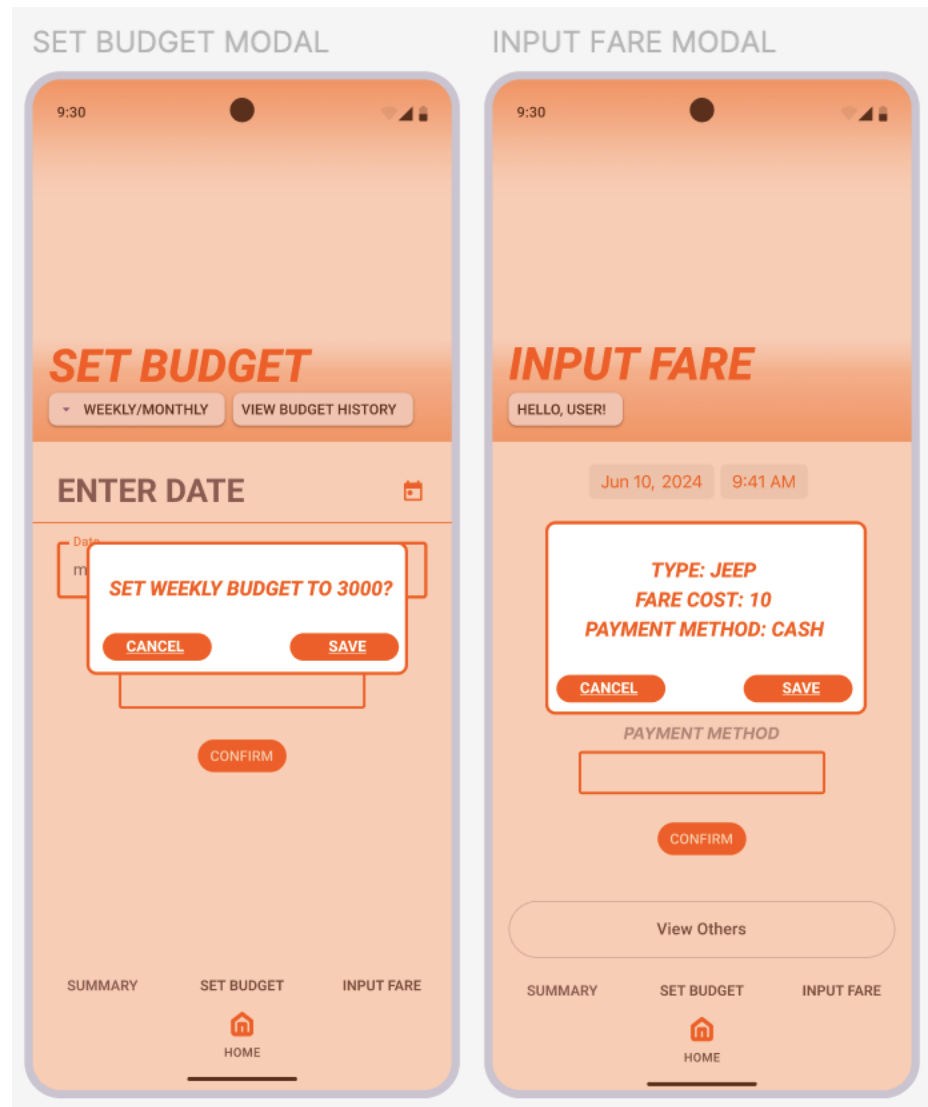 SET BUDGET MODAL
9:30
SET BUDGET
WEEKLY/MONTHLY
VIEW BUDGET HISTORY
ENTER DATE
Date
m
SET WEEKLY BUDGET TO 3000?
CANCEL
SAVE
CONFIRM
SUMMARY
SET BUDGET
INPUT FARE
HOME
INPUT FARE MODAL
9:30
INPUT FARE
HELLO, USER!
Jun 10, 2024
9:41 AM
TYPE: JEEP
FARE COST: 10
PAYMENT METHOD: CASH
CANCEL
SAVE
PAYMENT METHOD
CONFIRM
View Others
SUMMARY
SET BUDGET
INPUT FARE
HOME